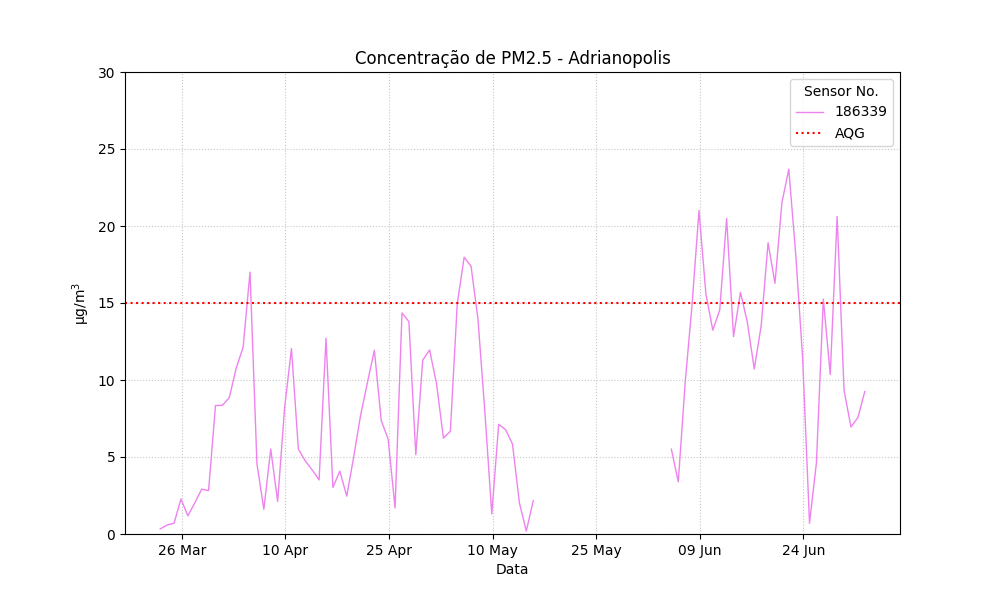 Concentração de PM2.5 - Adrianopolis
Sensor No.
186339
AQG
30
25
20
15
10
5
0
µg/m³
26 Mar
10 Apr
25 Apr
10 May
25 May
09 Jun
24 Jun
Data